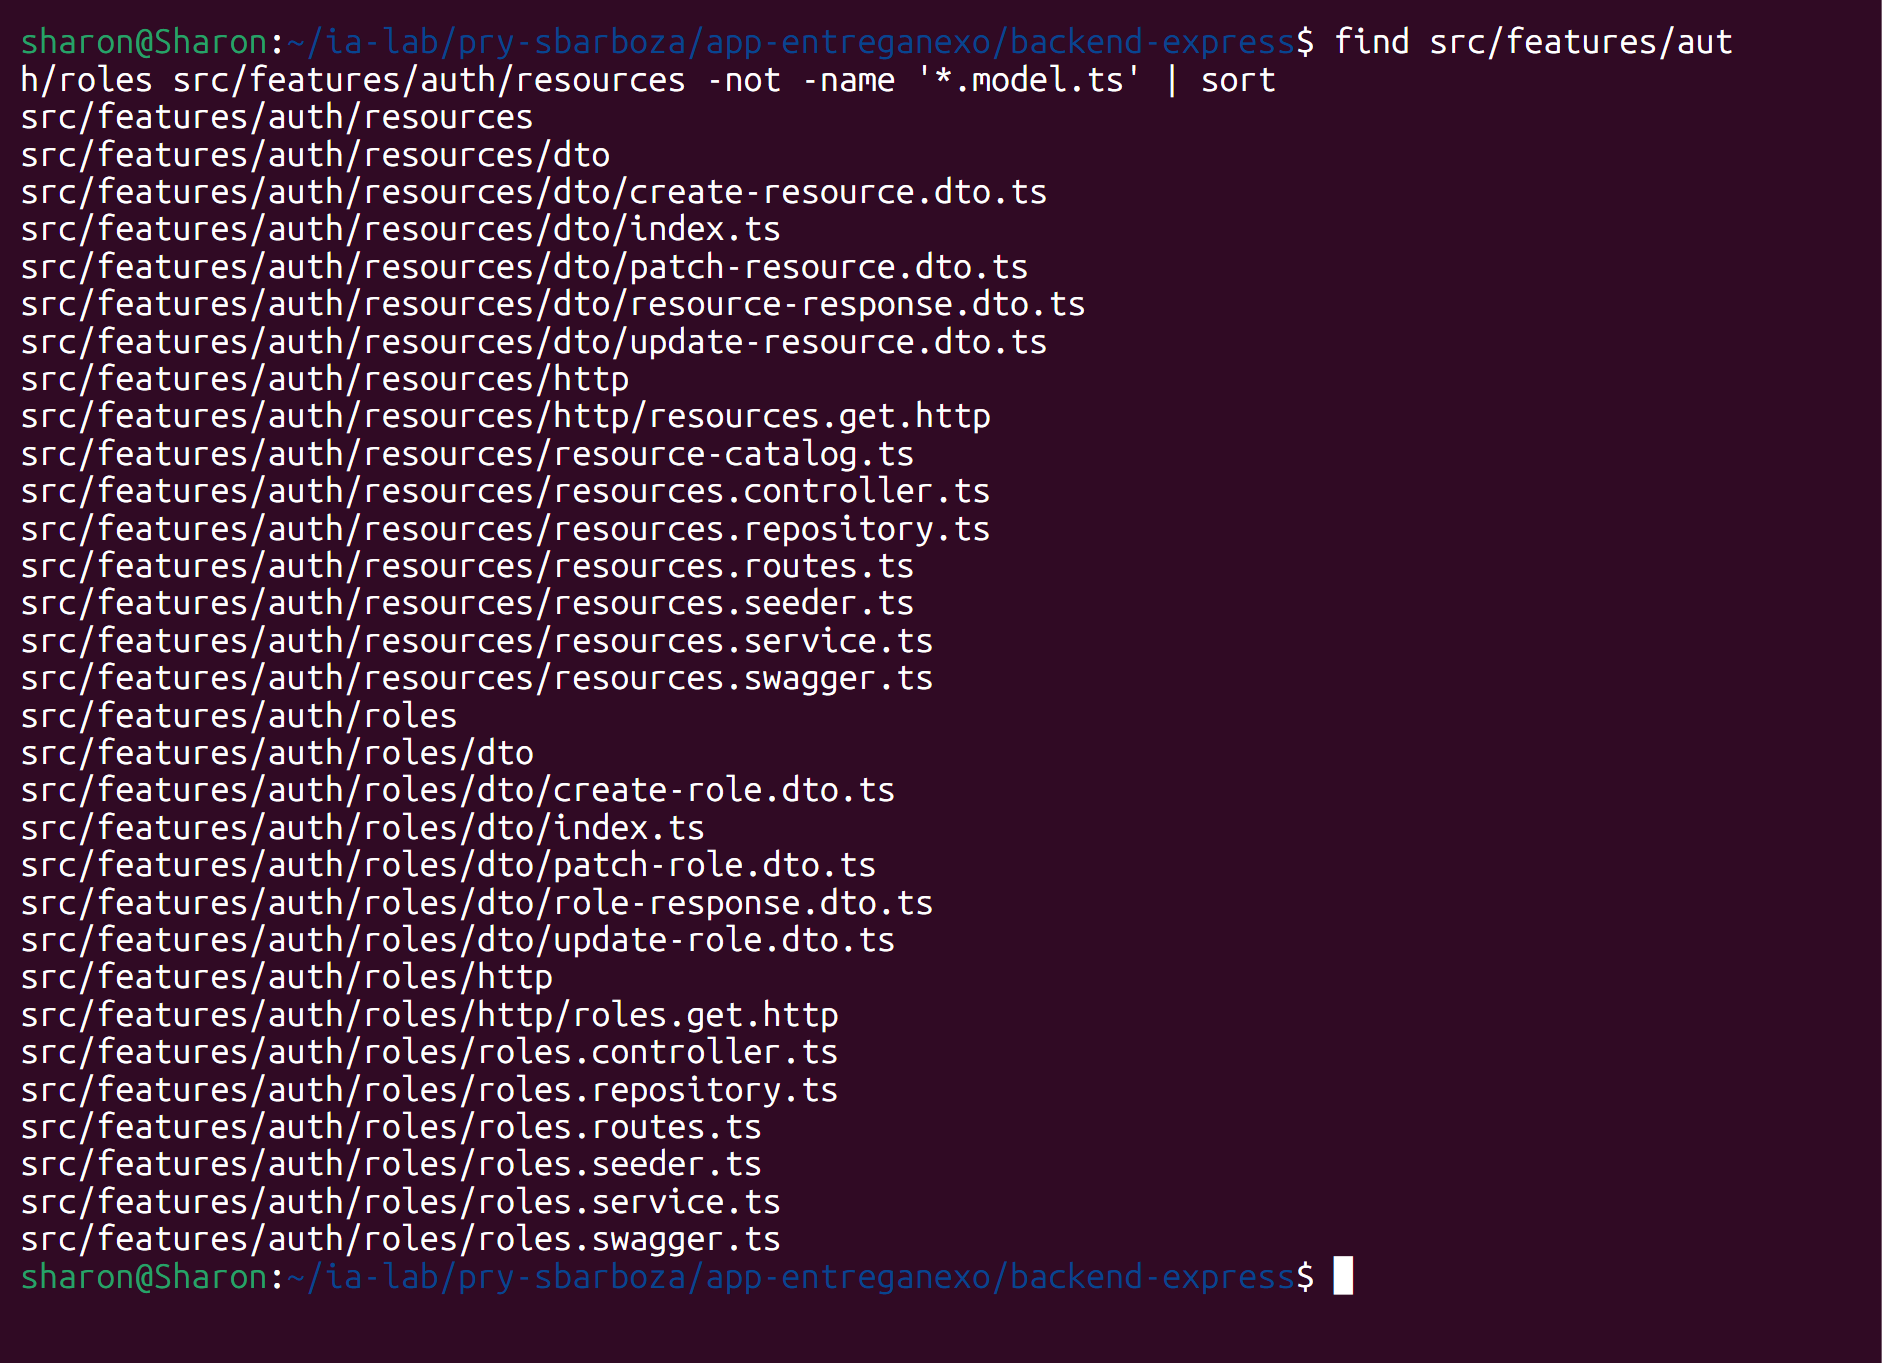 sharon@Sharon:~/ia-lab/pry-sbarboza/app-entreganexo/backend-express$ find src/features/aut
h/roles src/features/auth/resources -not -name '*.model.ts' | sort
src/features/auth/resources
src/features/auth/resources/dto
src/features/auth/resources/dto/create-resource.dto.ts
src/features/auth/resources/dto/index.ts
src/features/auth/resources/dto/patch-resource.dto.ts
src/features/auth/resources/dto/resource-response.dto.ts
src/features/auth/resources/dto/update-resource.dto.ts
src/features/auth/resources/http
src/features/auth/resources/http/resources.get.http
src/features/auth/resources/resource-catalog.ts
src/features/auth/resources/resources.controller.ts
src/features/auth/resources/resources.repository.ts
src/features/auth/resources/resources.routes.ts
src/features/auth/resources/resources.seeder.ts
src/features/auth/resources/resources.service.ts
src/features/auth/resources/resources.swagger.ts
src/features/auth/roles
src/features/auth/roles/dto
src/features/auth/roles/dto/create-role.dto.ts
src/features/auth/roles/dto/index.ts
src/features/auth/roles/dto/patch-role.dto.ts
src/features/auth/roles/dto/role-response.dto.ts
src/features/auth/roles/dto/update-role.dto.ts
src/features/auth/roles/http
src/features/auth/roles/http/roles.get.http
src/features/auth/roles/roles.controller.ts
src/features/auth/roles/roles.repository.ts
src/features/auth/roles/roles.routes.ts
src/features/auth/roles/roles.seeder.ts
src/features/auth/roles/roles.service.ts
src/features/auth/roles/roles.swagger.ts
sharon@Sharon:~/ia-lab/pry-sbarboza/app-entreganexo/backend-express$